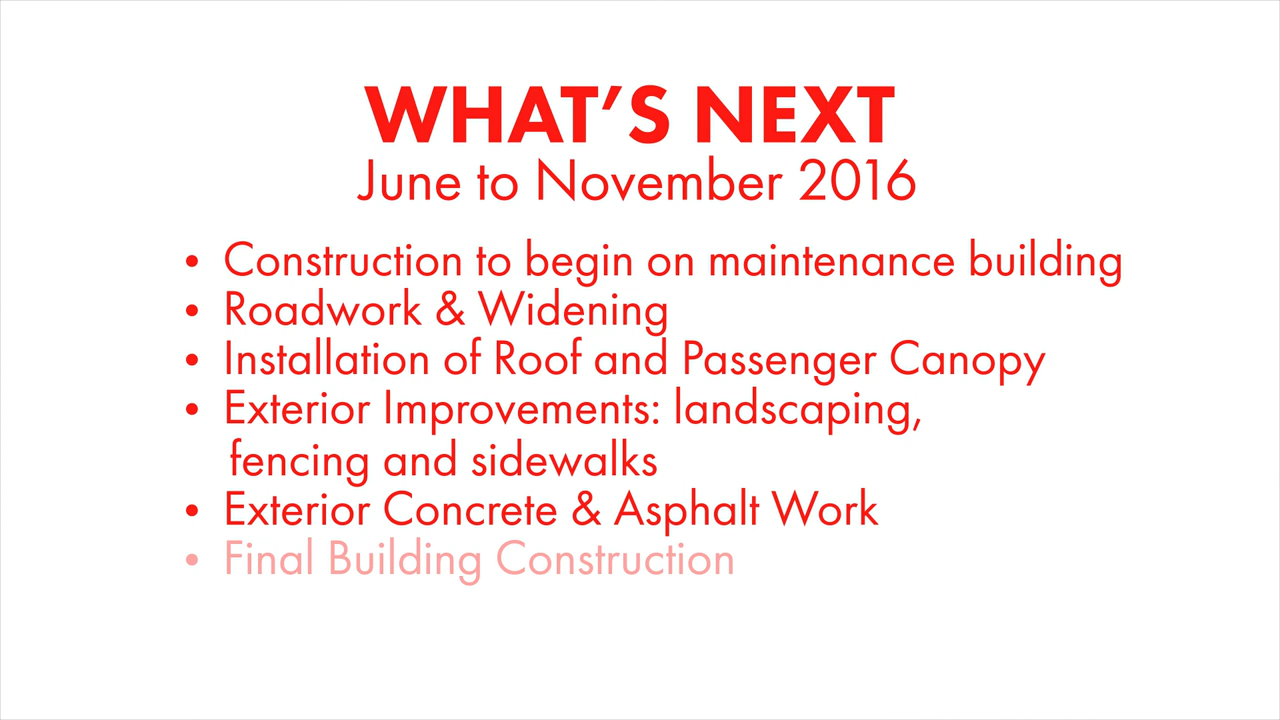 WHAT’S NEXT
June to November 2016
• Construction to begin on maintenance building
• Roadwork & Widening
• Installation of Roof and Passenger Canopy
• Exterior Improvements: landscaping,
fencing and sidewalks
• Exterior Concrete & Asphalt Work
• Final Building Construction